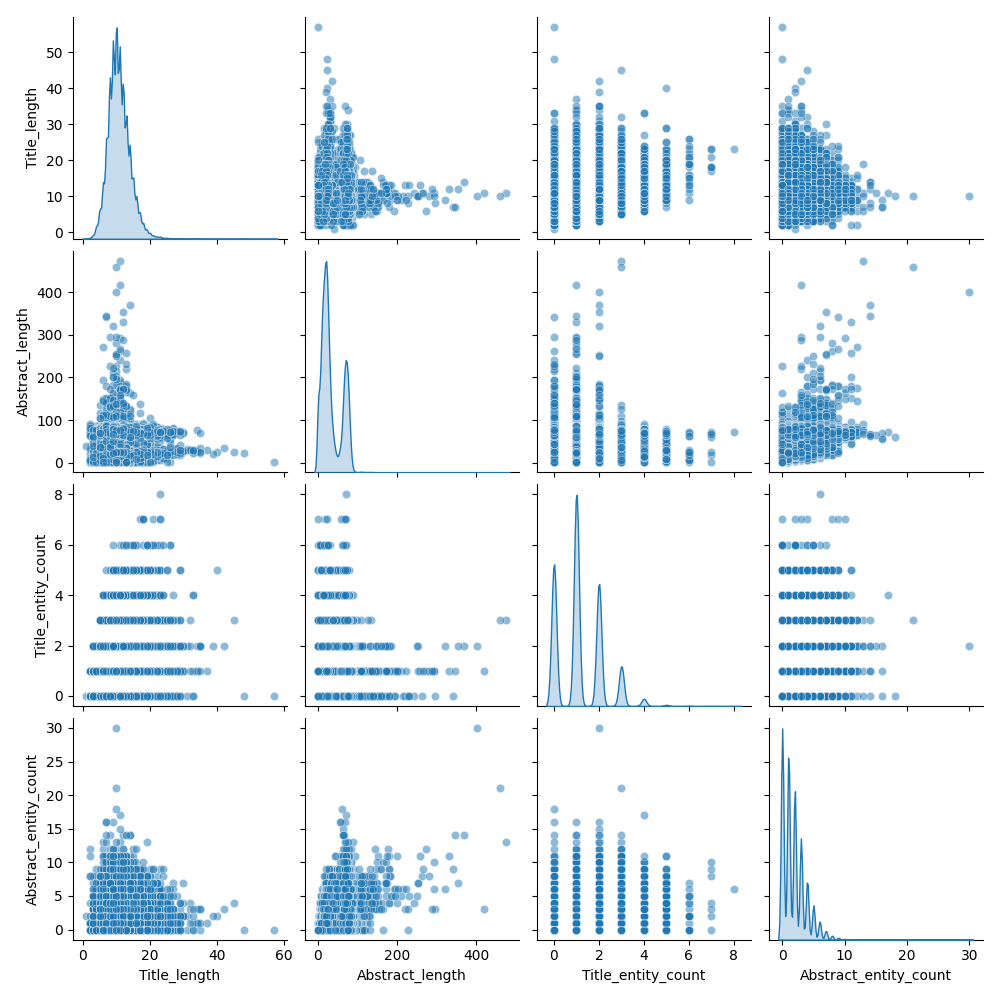 Title_length
50
40
30
20
10
0
Abstract_length
400
300
200
100
0
Title_entity_count
8
6
4
2
0
Abstract_entity_count
30
25
20
15
10
5
0
0 20 40 60
0 200 400
0 2 4 6 8
0 10 20 30
Title_length Abstract_length Title_entity_count Abstract_entity_count